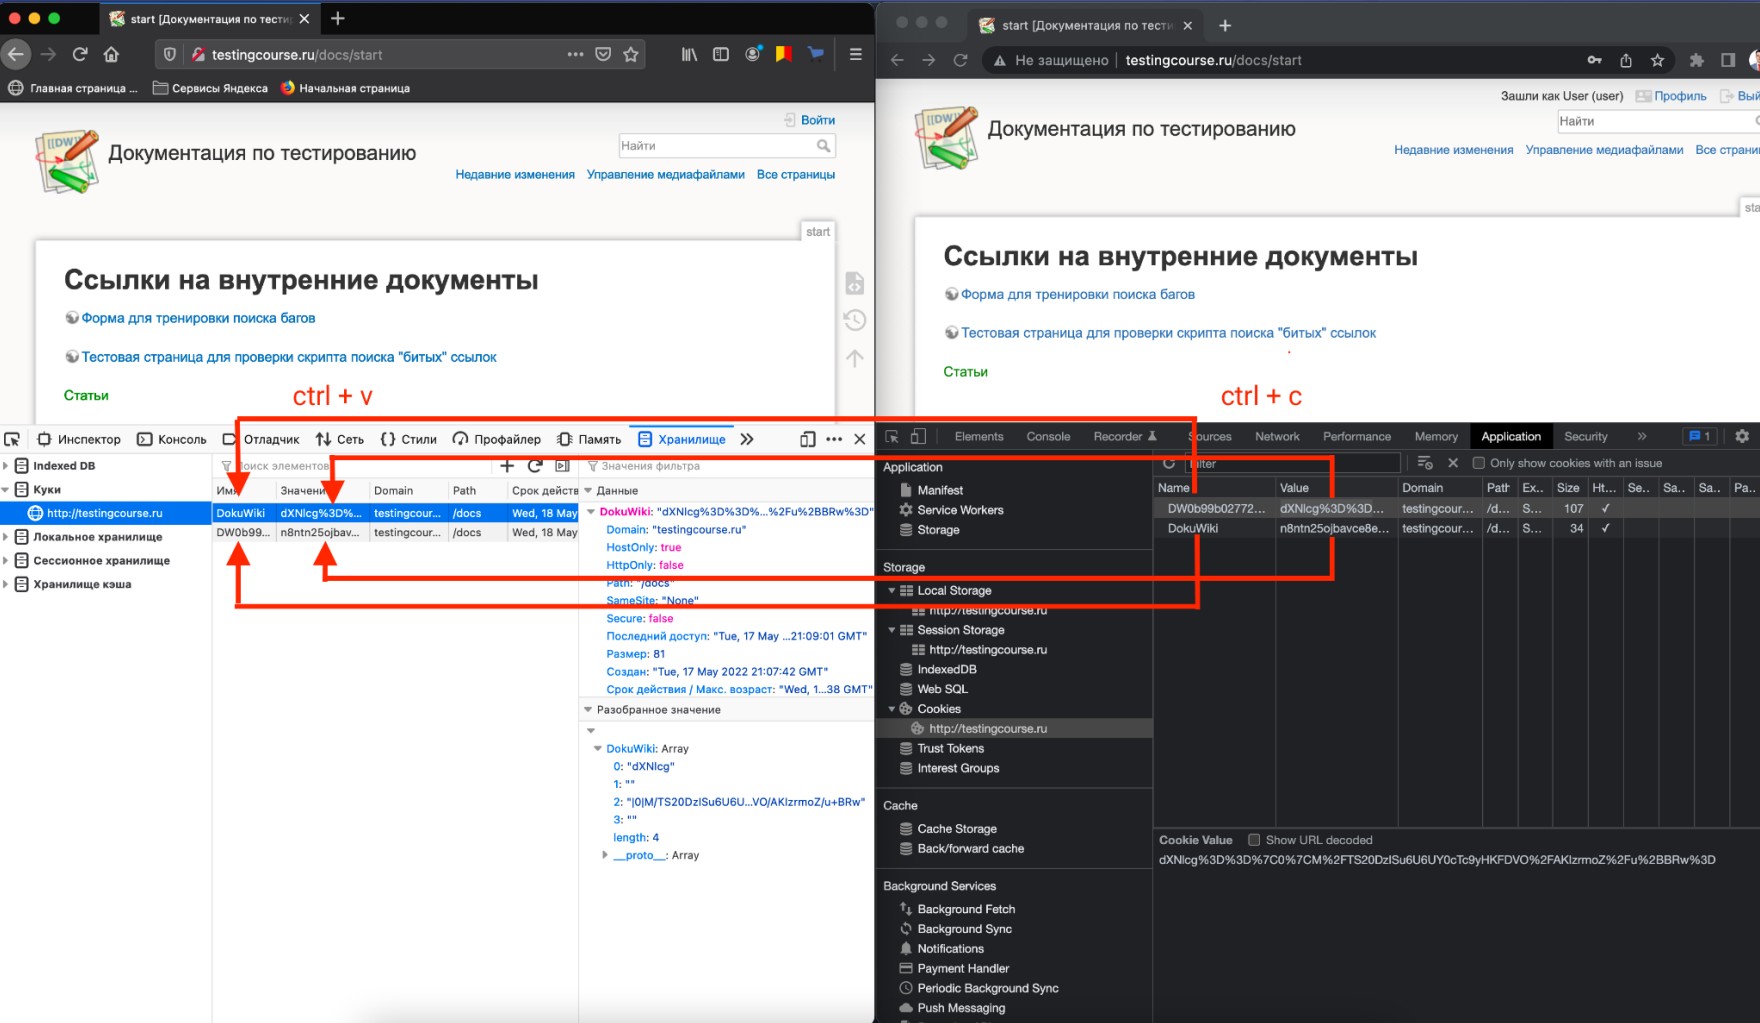 start [Документация по тести
testingcourse.ru/docs/start
Главная страница ...
Сервисы Яндекса
Начальная страница
Войти
[[DW]]
Документация по тестированию
Найти
Недавние изменения Управление медиафайлами Все страницы
start
Ссылки на внутренние документы
Форма для тренировки поиска багов
Тестовая страница для проверки скрипта поиска "битых" ссылок
Статьи
ctrl + v
Инспектор Консоль Отладчик Сеть Стили Профайлер Память Хранилище
Indexed DB
Куки
http://testingcourse.ru
Локальное хранилище
Сессионное хранилище
Хранилище кэша
Поиск элементов
Значения фильтра
Имя Значение Domain Path Срок действ
DokuWiki dXNlcg%3D%3D%... testingcour... /docs Wed, 18 May
DW0b99... n8ntn25ojbav... testingcour... /docs Wed, 18 May
Данные
DokuWiki: "dXNlcg%3D%3D%...%2Fu%2BBRw%3D"
Domain: "testingcourse.ru"
HostOnly: true
HttpOnly: false
Path: "/docs"
SameSite: "None"
Secure: false
Последний доступ: "Tue, 17 May ...21:09:01 GMT"
Размер: 81
Создан: "Tue, 17 May 2022 21:07:42 GMT"
Срок действия / Макс. возраст: "Wed, 1...38 GMT"
Разобранное значение
DokuWiki: Array
0: "dXNlcg"
1: ""
2: "|0|M/TS20DzISu6U6U...VO/AKlzrmoZ/u+BRw"
3: ""
length: 4
__proto__: Array
start [Документация по тести
Не защищено testingcourse.ru/docs/start
Зашли как User (user) Профиль Вый
[[DW]]
Документация по тестированию
Найти
Недавние изменения Управление медиафайлами Все страни
sta
Ссылки на внутренние документы
Форма для тренировки поиска багов
Тестовая страница для проверки скрипта поиска "битых" ссылок
Статьи
ctrl + c
Elements Console Recorder Sources Network Performance Memory Application Security 1
Application
Manifest
Service Workers
Storage
Storage
Local Storage
http://testingcourse.ru
Session Storage
http://testingcourse.ru
IndexedDB
Web SQL
Cookies
http://testingcourse.ru
Trust Tokens
Interest Groups
Cache
Cache Storage
Back/forward cache
Background Services
Background Fetch
Background Sync
Notifications
Payment Handler
Periodic Background Sync
Push Messaging
Filter
Only show cookies with an issue
Name Value Domain Path Ex.. Size Ht... Se... Sa... Sa... Pa...
DW0b99b02772... dXNlcg%3D%3D... testingcour... /d... S... 107 ✓
DokuWiki n8ntn25ojbavce8e... testingcour... /d... S... 34 ✓
Cookie Value Show URL decoded
dXNlcg%3D%3D%7C0%7CM%2FTS20DzISu6U6UY0cTc9yHKFDVO%2FAKlzrmoZ%2Fu%2BBRw%3D